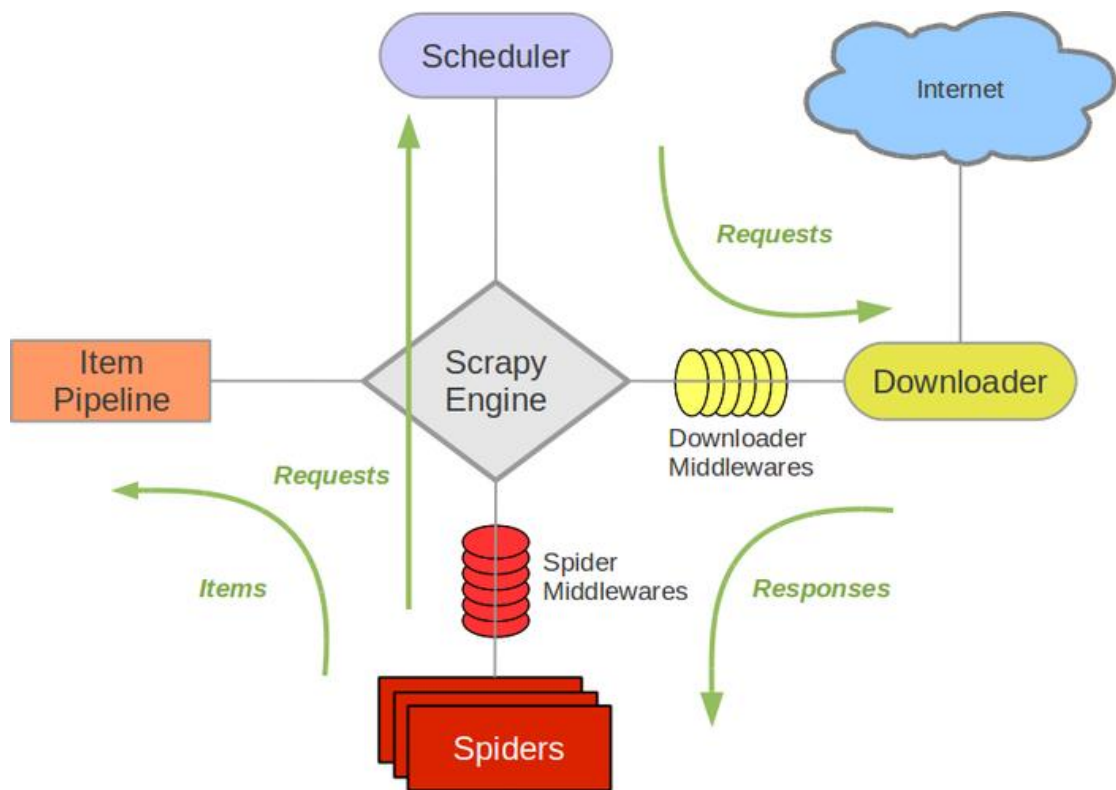 Scheduler
Internet
Requests
Item
Pipeline
Scrapy
Engine
Downloader
Downloader
Middlewares
Requests
Spider
Middlewares
Items
Responses
Spiders